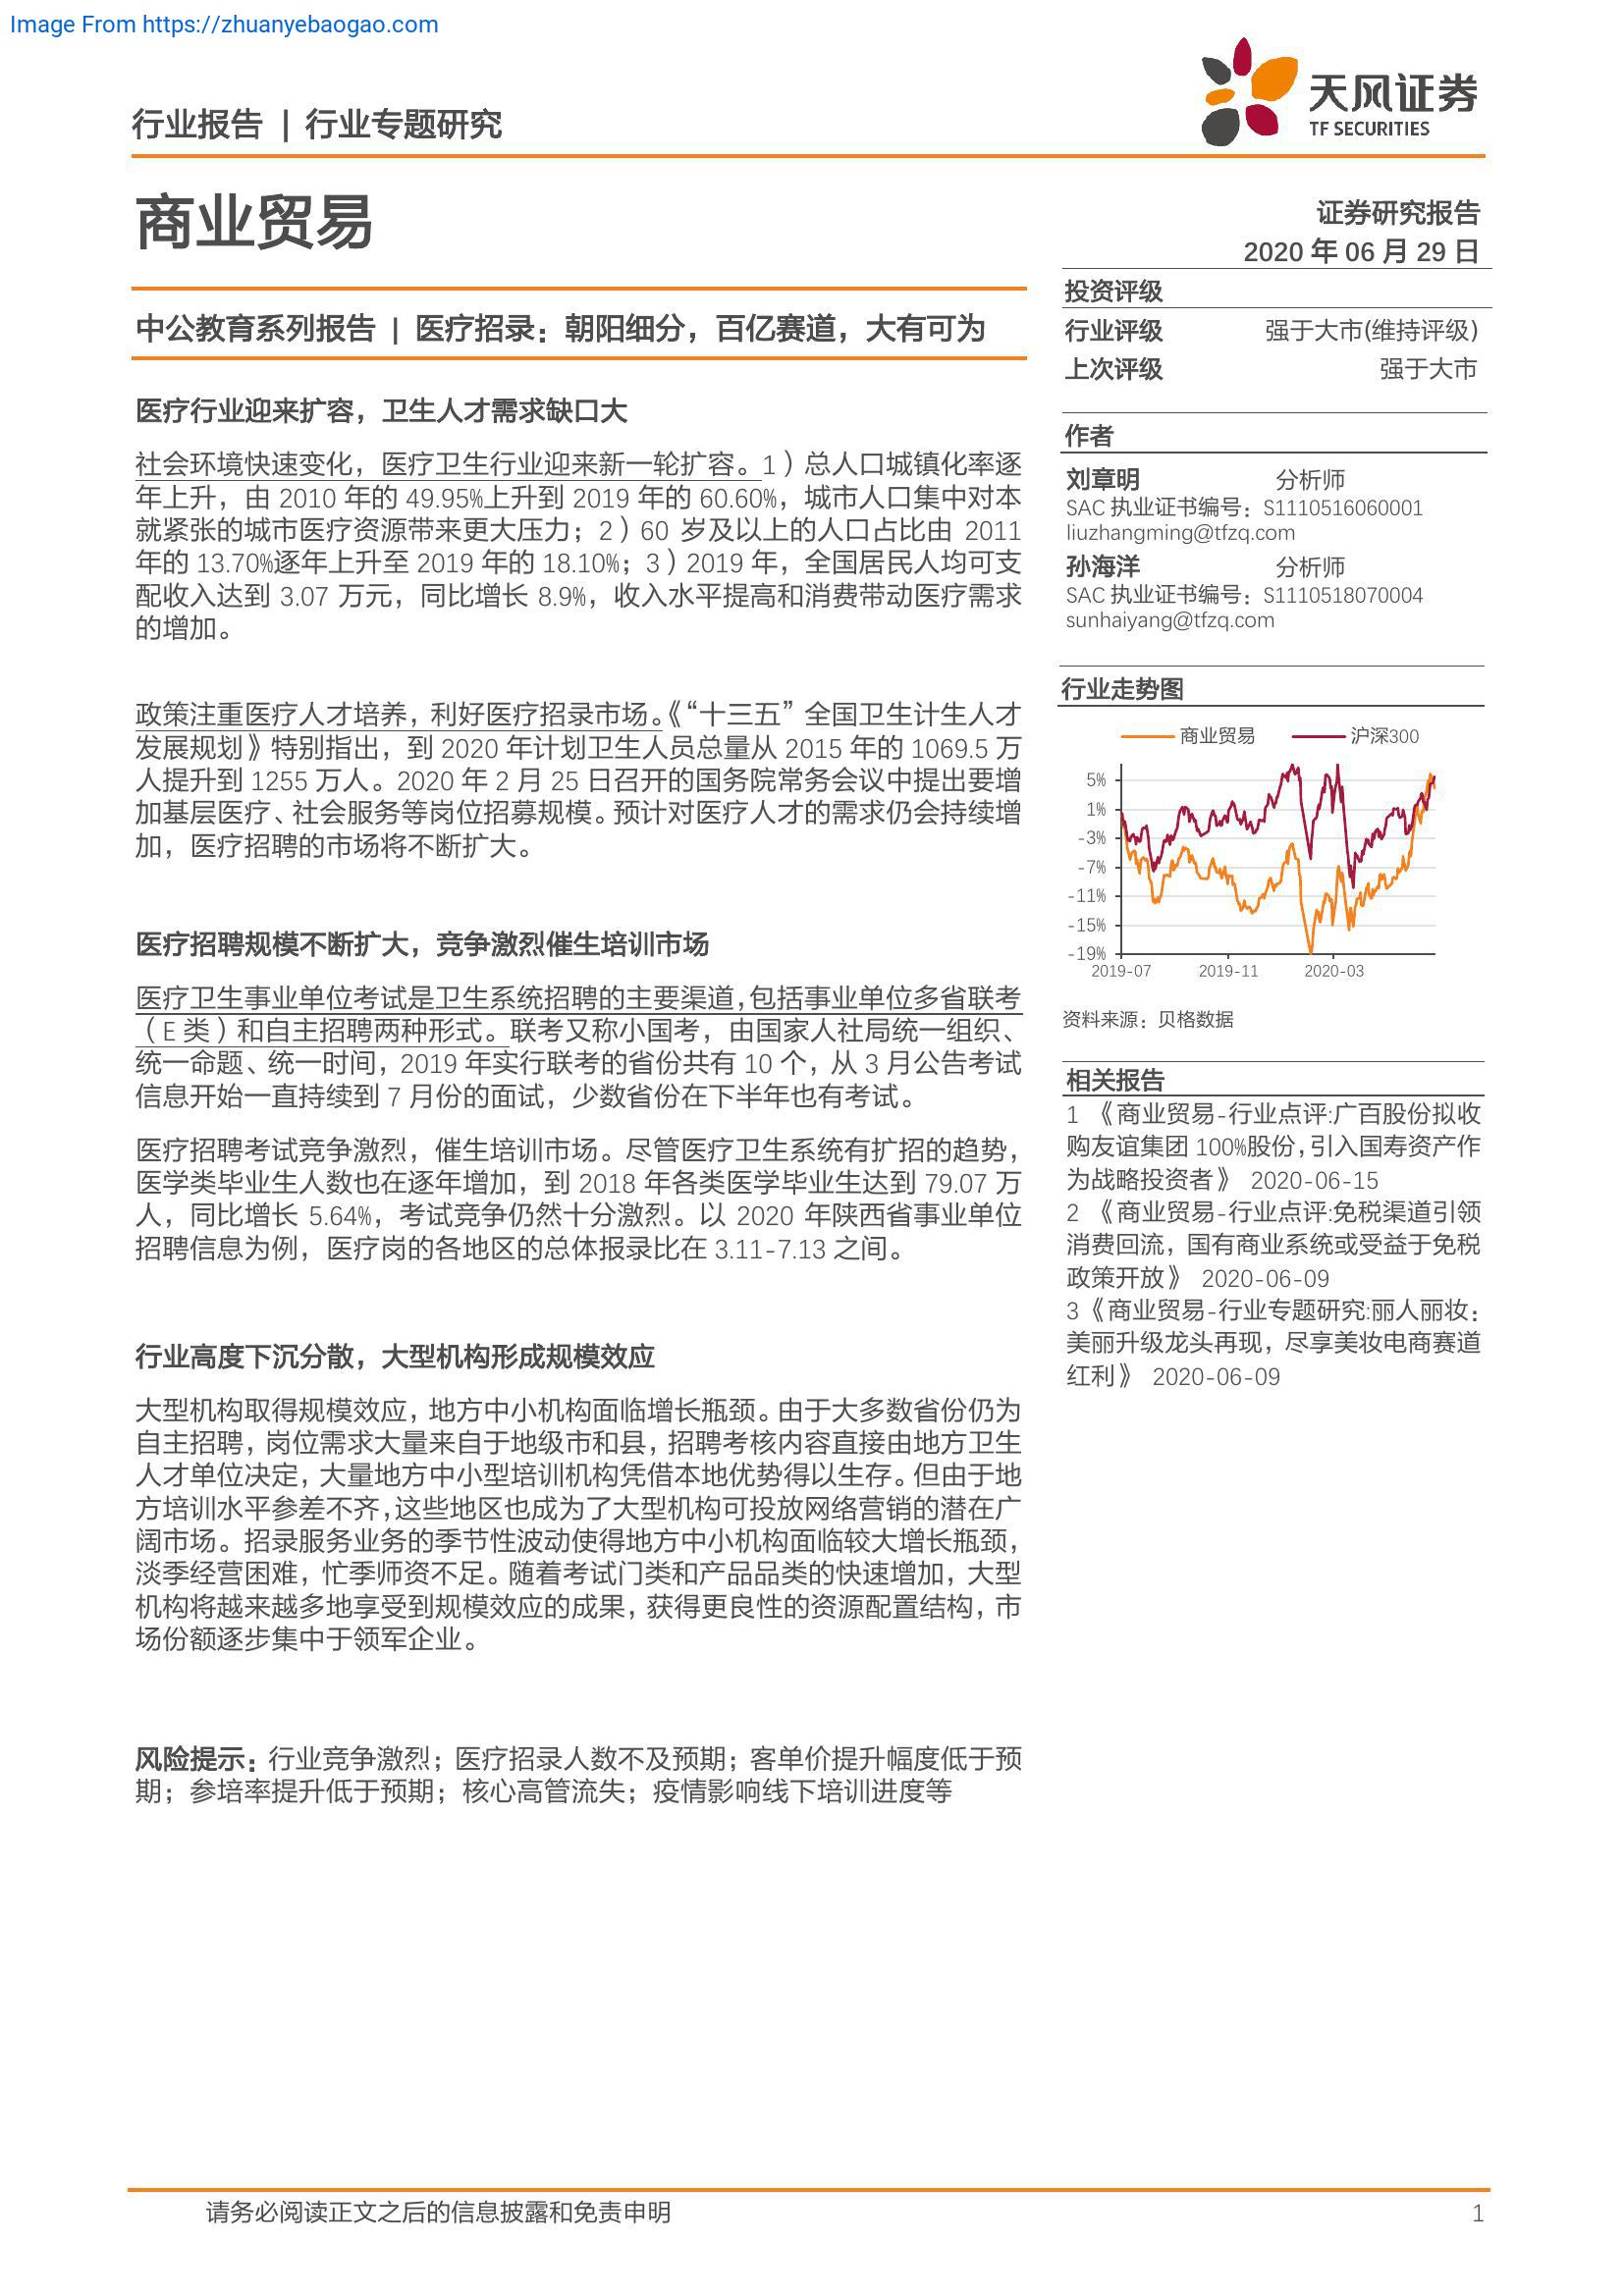 Image From https://zhuanyebaogao.com
行业报告 | 行业专题研究
天风证券
TF SECURITIES
商业贸易
证券研究报告
2020 年 06 月 29 日
中公教育系列报告 | 医疗招录：朝阳细分，百亿赛道，大有可为
医疗行业迎来扩容，卫生人才需求缺口大
社会环境快速变化，医疗卫生行业迎来新一轮扩容。1）总人口城镇化率逐
年上升，由 2010 年的 49.95%上升到 2019 年的 60.60%，城市人口集中对本
就紧张的城市医疗资源带来更大压力；2）60 岁及以上的人口占比由 2011
年的 13.70%逐年上升至 2019 年的 18.10%；3）2019 年，全国居民人均可支
配收入达到 3.07 万元，同比增长 8.9%，收入水平提高和消费带动医疗需求
的增加。
政策注重医疗人才培养，利好医疗招录市场。《“十三五”全国卫生计生人才
发展规划》特别指出，到 2020 年计划卫生人员总量从 2015 年的 1069.5 万
人提升到 1255 万人。2020 年 2 月 25 日召开的国务院常务会议中提出要增
加基层医疗、社会服务等岗位招募规模。预计对医疗人才的需求仍会持续增
加，医疗招聘的市场将不断扩大。
医疗招聘规模不断扩大，竞争激烈催生培训市场
医疗卫生事业单位考试是卫生系统招聘的主要渠道，包括事业单位多省联考
（E 类）和自主招聘两种形式。联考又称小国考，由国家人社局统一组织、
统一命题、统一时间，2019 年实行联考的省份共有 10 个，从 3 月公告考试
信息开始一直持续到 7 月份的面试，少数省份在下半年也有考试。
医疗招聘考试竞争激烈，催生培训市场。尽管医疗卫生系统有扩招的趋势，
医学类毕业生人数也在逐年增加，到 2018 年各类医学毕业生达到 79.07 万
人，同比增长 5.64%，考试竞争仍然十分激烈。以 2020 年陕西省事业单位
招聘信息为例，医疗岗的各地区的总体报录比在 3.11-7.13 之间。
行业高度下沉分散，大型机构形成规模效应
大型机构取得规模效应，地方中小机构面临增长瓶颈。由于大多数省份仍为
自主招聘，岗位需求大量来自于地级市和县，招聘考核内容直接由地方卫生
人才单位决定，大量地方中小型培训机构凭借本地优势得以生存。但由于地
方培训水平参差不齐，这些地区也成为了大型机构可投放网络营销的潜在广
阔市场。招录服务业务的季节性波动使得地方中小机构面临较大增长瓶颈，
淡季经营困难，忙季师资不足。随着考试门类和产品品类的快速增加，大型
机构将越来越多地享受到规模效应的成果，获得更良性的资源配置结构，市
场份额逐步集中于领军企业。
风险提示：行业竞争激烈；医疗招录人数不及预期；客单价提升幅度低于预
期；参培率提升低于预期；核心高管流失；疫情影响线下培训进度等
投资评级
行业评级 强于大市(维持评级)
上次评级 强于大市
作者
刘章明 分析师
SAC 执业证书编号：S1110516060001
liuzhangming@tfzq.com
孙海洋 分析师
SAC 执业证书编号：S1110518070004
sunhaiyang@tfzq.com
行业走势图
商业贸易 沪深300
5%
1%
-3%
-7%
-11%
-15%
-19%
2019-07 2019-11 2020-03
资料来源：贝格数据
相关报告
1 《商业贸易-行业点评:广百股份拟收
购友谊集团 100%股份，引入国寿资产作
为战略投资者》 2020-06-15
2 《商业贸易-行业点评:免税渠道引领
消费回流，国有商业系统或受益于免税
政策开放》 2020-06-09
3《商业贸易-行业专题研究:丽人丽妆：
美丽升级龙头再现，尽享美妆电商赛道
红利》 2020-06-09
请务必阅读正文之后的信息披露和免责申明 1